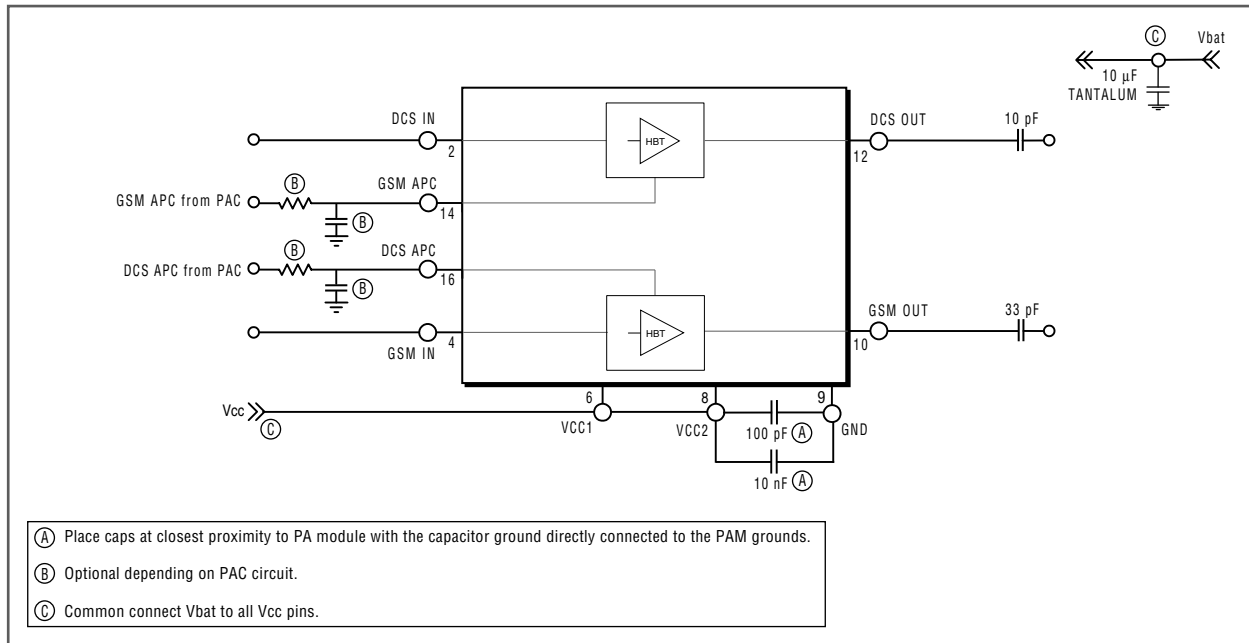 Ⓒ Vbat
10 µF
TANTALUM
DCS IN
2
HBT
DCS OUT
12
10 pF
GSM APC from PAC
Ⓑ
GSM APC
14
Ⓑ
DCS APC from PAC
Ⓑ
DCS APC
16
Ⓑ
GSM IN
4
HBT
GSM OUT
10
33 pF
Vcc
Ⓒ
6
VCC1
8
VCC2
9
GND
100 pF Ⓐ
10 nF Ⓐ
Ⓐ Place caps at closest proximity to PA module with the capacitor ground directly connected to the PAM grounds.
Ⓑ Optional depending on PAC circuit.
Ⓒ Common connect Vbat to all Vcc pins.